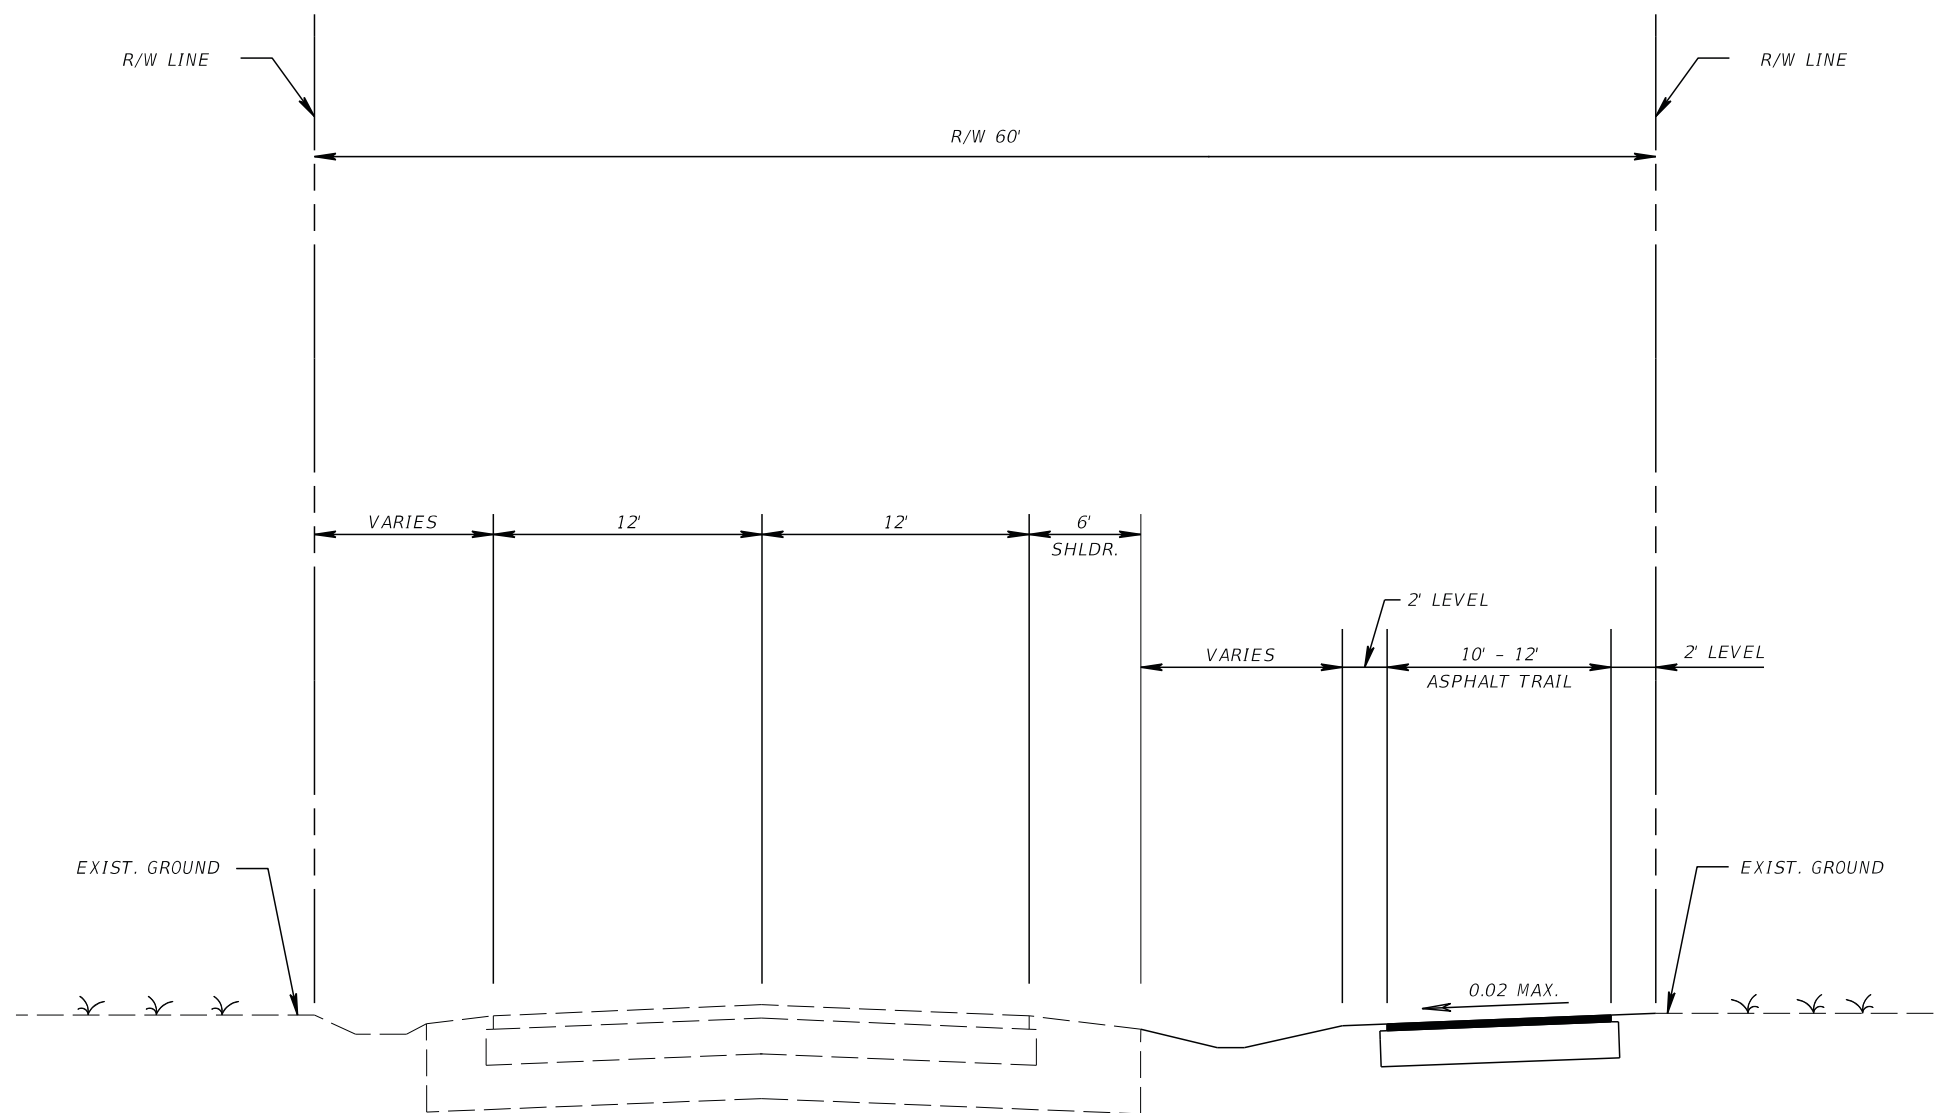 R/W LINE
R/W LINE
R/W 60'
VARIES
12'
12'
6'
SHLDR.
2' LEVEL
VARIES
10' - 12'
ASPHALT TRAIL
2' LEVEL
EXIST. GROUND
EXIST. GROUND
0.02 MAX.